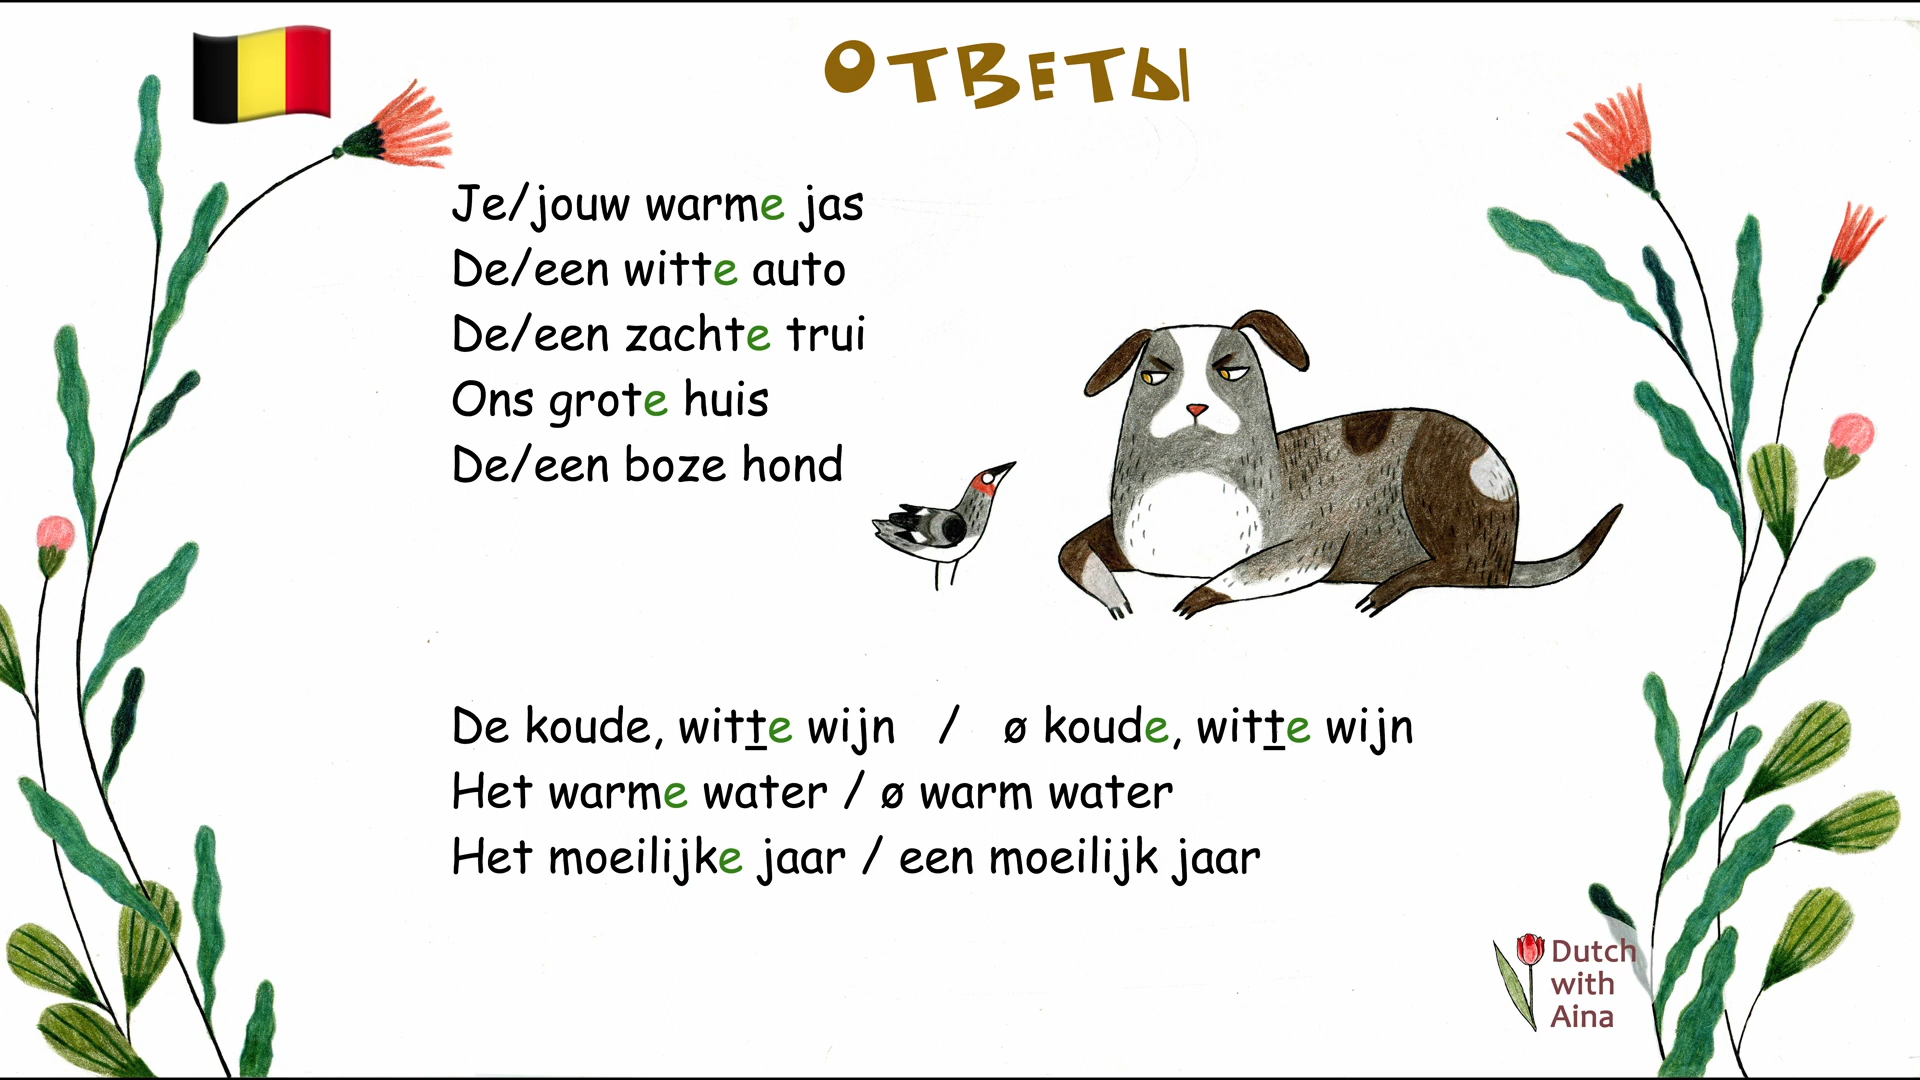 ОТВЕТЫ
Je/jouw warme jas
De/een witte auto
De/een zachte trui
Ons grote huis
De/een boze hond
De koude, witte wijn / ø koude, witte wijn
Het warme water / ø warm water
Het moeilijke jaar / een moeilijk jaar
Dutch
with
Aina